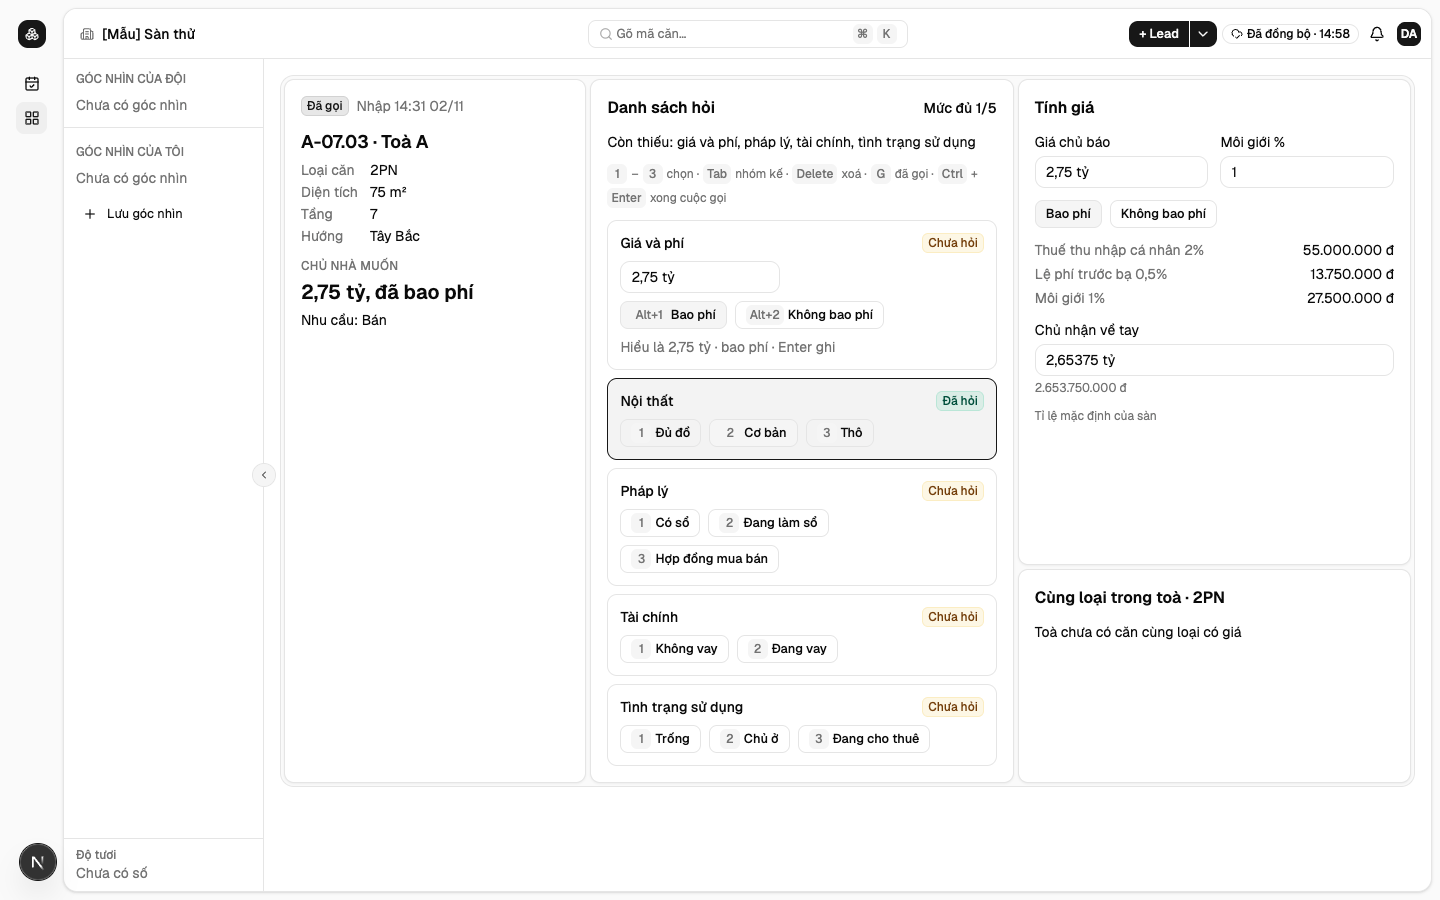 [Mẫu] Sàn thử
Gõ mã căn...
⌘ K
+ Lead
Đã đồng bộ · 14:58
DA
GÓC NHÌN CỦA ĐỘI
Chưa có góc nhìn
GÓC NHÌN CỦA TÔI
Chưa có góc nhìn
+ Lưu góc nhìn
Độ tươi
Chưa có số
N
Đã gọi Nhập 14:31 02/11
A-07.03 · Toà A
Loại căn 2PN
Diện tích 75 m²
Tầng 7
Hướng Tây Bắc
CHỦ NHÀ MUỐN
2,75 tỷ, đã bao phí
Nhu cầu: Bán
Danh sách hỏi Mức đủ 1/5
Còn thiếu: giá và phí, pháp lý, tài chính, tình trạng sử dụng
1 – 3 chọn · Tab nhóm kế · Delete xoá · G đã gọi · Ctrl +
Enter xong cuộc gọi
Giá và phí Chưa hỏi
2,75 tỷ
Alt+1 Bao phí Alt+2 Không bao phí
Hiểu là 2,75 tỷ · bao phí · Enter ghi
Nội thất Đã hỏi
1 Đủ đồ 2 Cơ bản 3 Thô
Pháp lý Chưa hỏi
1 Có sổ 2 Đang làm sổ
3 Hợp đồng mua bán
Tài chính Chưa hỏi
1 Không vay 2 Đang vay
Tình trạng sử dụng Chưa hỏi
1 Trống 2 Chủ ở 3 Đang cho thuê
Tính giá
Giá chủ báo Môi giới %
2,75 tỷ 1
Bao phí Không bao phí
Thuế thu nhập cá nhân 2% 55.000.000 đ
Lệ phí trước bạ 0,5% 13.750.000 đ
Môi giới 1% 27.500.000 đ
Chủ nhận về tay
2,65375 tỷ
2.653.750.000 đ
Tỉ lệ mặc định của sàn
Cùng loại trong toà · 2PN
Toà chưa có căn cùng loại có giá